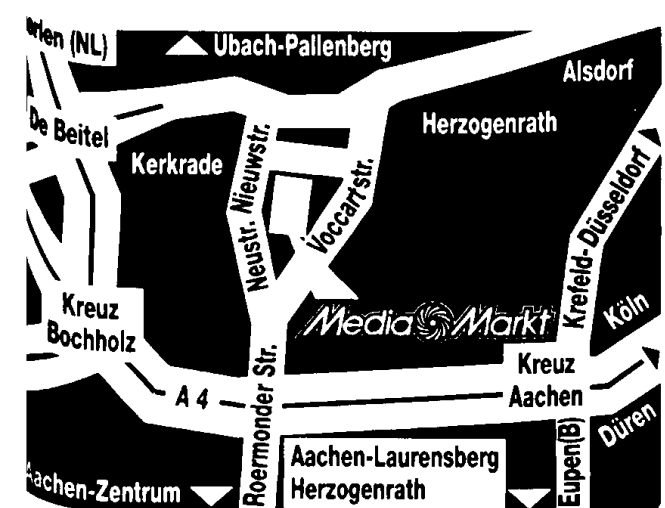 erlen (NL)
Übach-Pallenberg
Alsdorf
De Beitel
Herzogenrath
Kerkrade
Nieuwstr.
Neustr.
Voccartstr.
Krefeld-Düsseldorf
Kreuz
Bochholz
Media Markt
Köln
Kreuz
Aachen
A 4
Roermonder Str.
Düren
Eupen(B)
Aachen-Laurensberg
Herzogenrath
Aachen-Zentrum